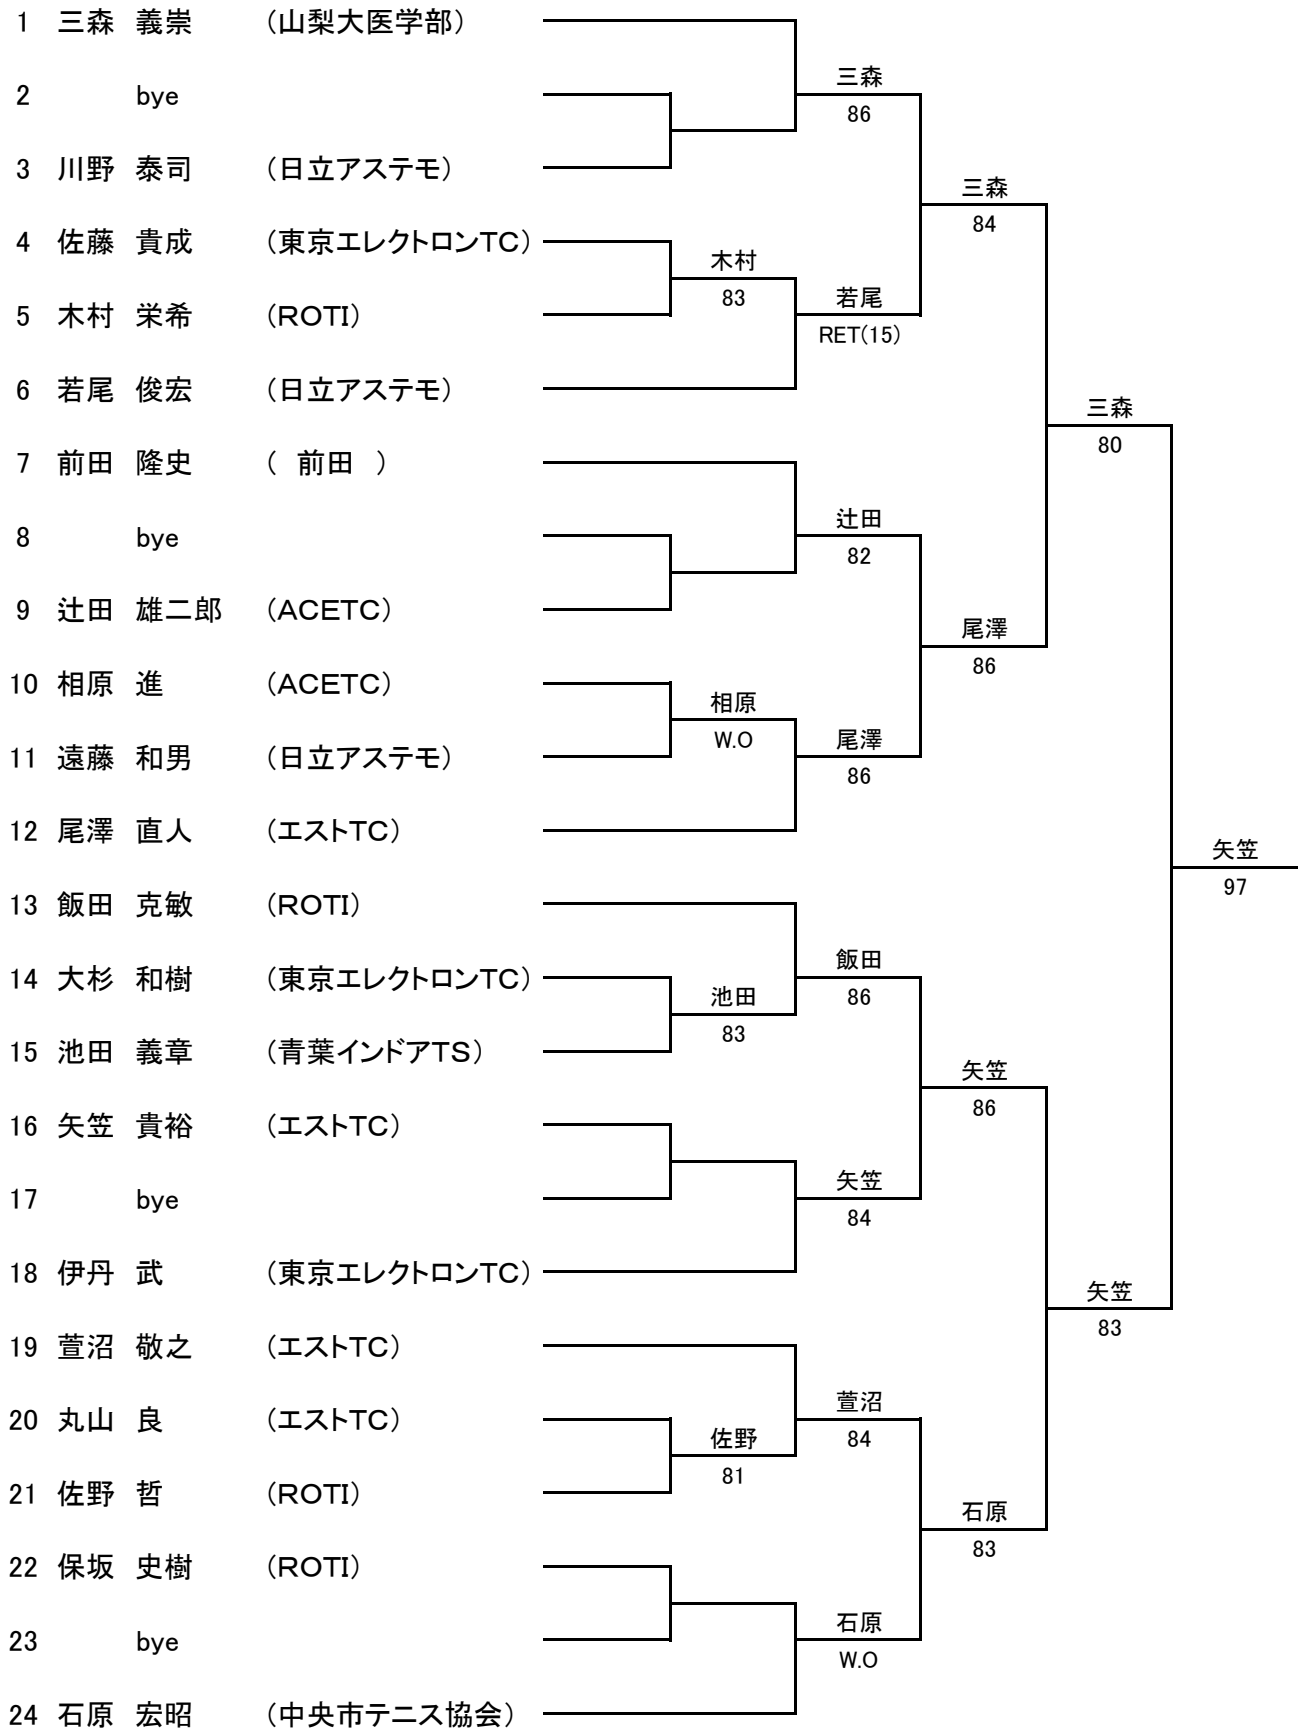 1 三森 義崇 （山梨大医学部）
三森
2 bye
86
3 川野 泰司 （日立アステモ）
三森
84
4 佐藤 貴成 （東京エレクトロンTC）
木村
83
若尾
5 木村 栄希 （ROTI）
RET(15)
6 若尾 俊宏 （日立アステモ）
三森
80
7 前田 隆史 （ 前田 ）
辻田
8 bye
82
9 辻田 雄二郎 （ACETC）
尾澤
86
10 相原 進 （ACETC）
相原
W.O
尾澤
11 遠藤 和男 （日立アステモ）
86
12 尾澤 直人 （エストTC）
矢笠
97
13 飯田 克敏 （ROTI）
飯田
14 大杉 和樹 （東京エレクトロンTC）
86
池田
83
15 池田 義章 （青葉インドアTS）
矢笠
86
16 矢笠 貴裕 （エストTC）
矢笠
17 bye
84
18 伊丹 武 （東京エレクトロンTC）
矢笠
83
19 萱沼 敬之 （エストTC）
萱沼
20 丸山 良 （エストTC）
84
佐野
81
21 佐野 哲 （ROTI）
石原
83
22 保坂 史樹 （ROTI）
石原
23 bye
W.O
24 石原 宏昭 （中央市テニス協会）